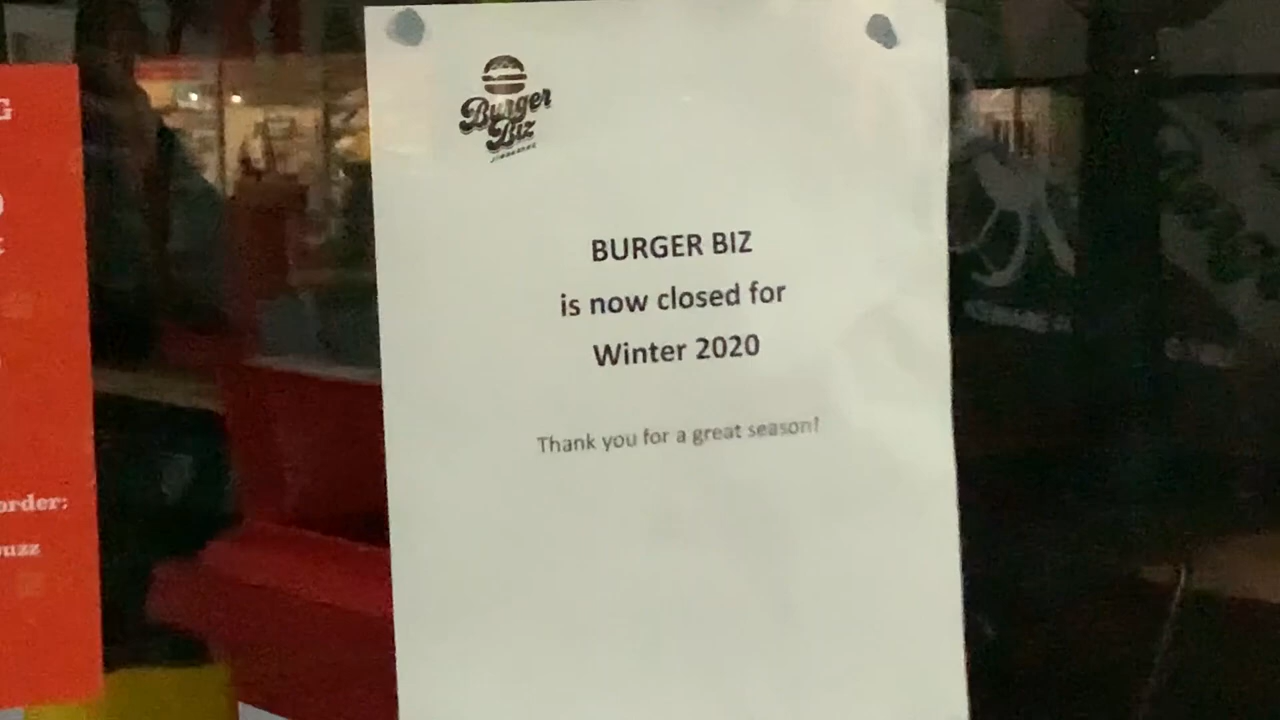 Burger
Biz
BURGER BIZ
is now closed for
Winter 2020
Thank you for a great season!
order: